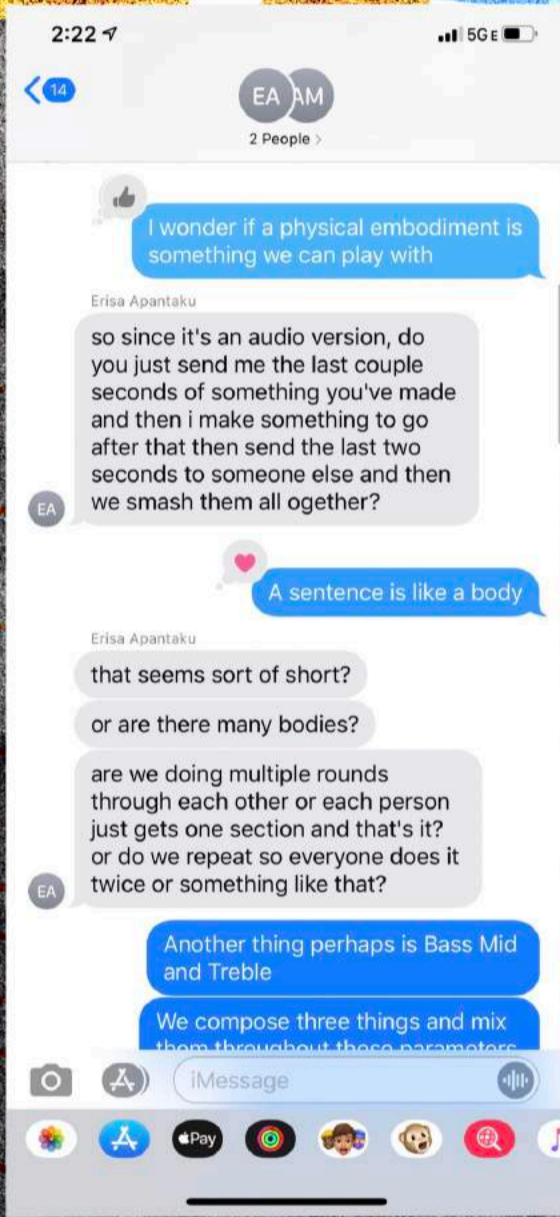 2:22
5GE
14
EA AM
2 People >
I wonder if a physical embodiment is
something we can play with
Erisa Apantaku
so since it's an audio version, do
you just send me the last couple
seconds of something you've made
and then i make something to go
after that then send the last two
seconds to someone else and then
we smash them all ogether?
EA
A sentence is like a body
Erisa Apantaku
that seems sort of short?
or are there many bodies?
are we doing multiple rounds
through each other or each person
just gets one section and that's it?
or do we repeat so everyone does it
twice or something like that?
EA
Another thing perhaps is Bass Mid
and Treble
We compose three things and mix
them throughout those parameters
iMessage
Pay